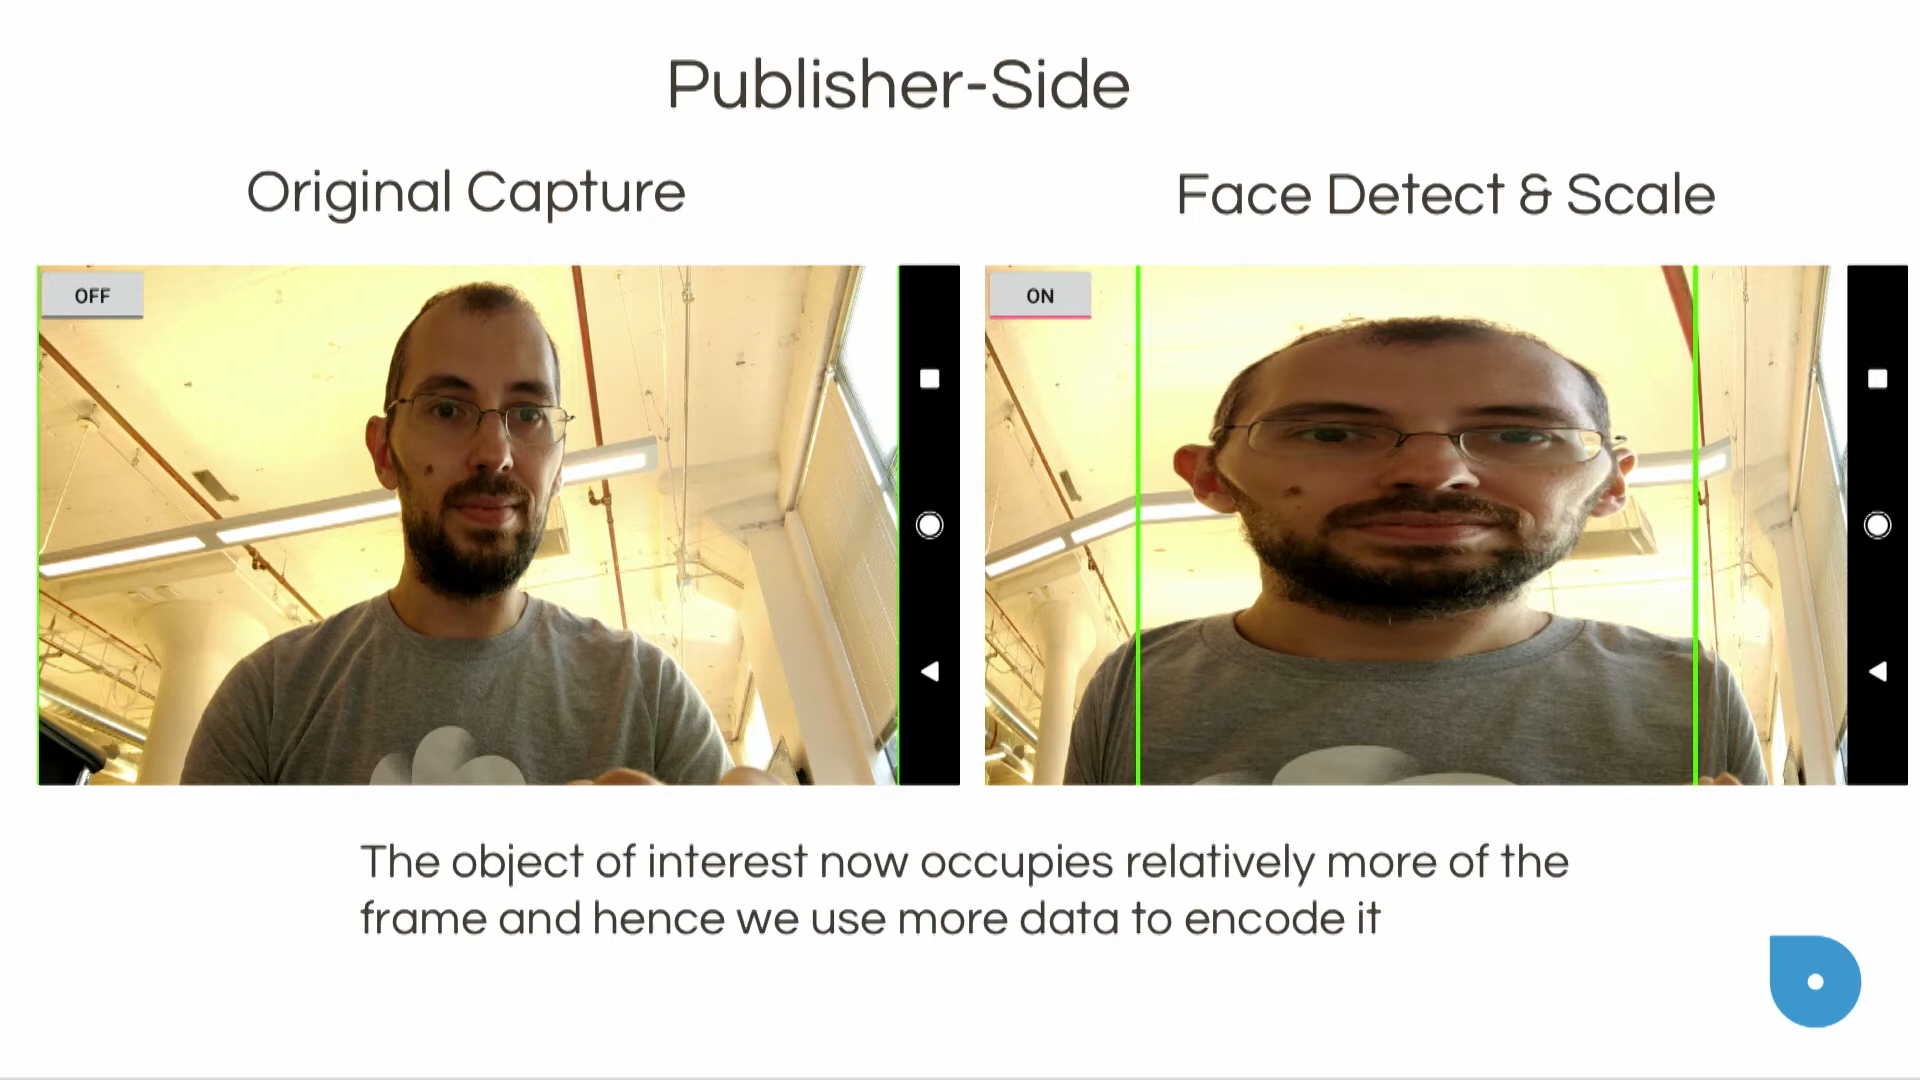 Publisher-Side
Original Capture
Face Detect & Scale
OFF
ON
The object of interest now occupies relatively more of the
frame and hence we use more data to encode it